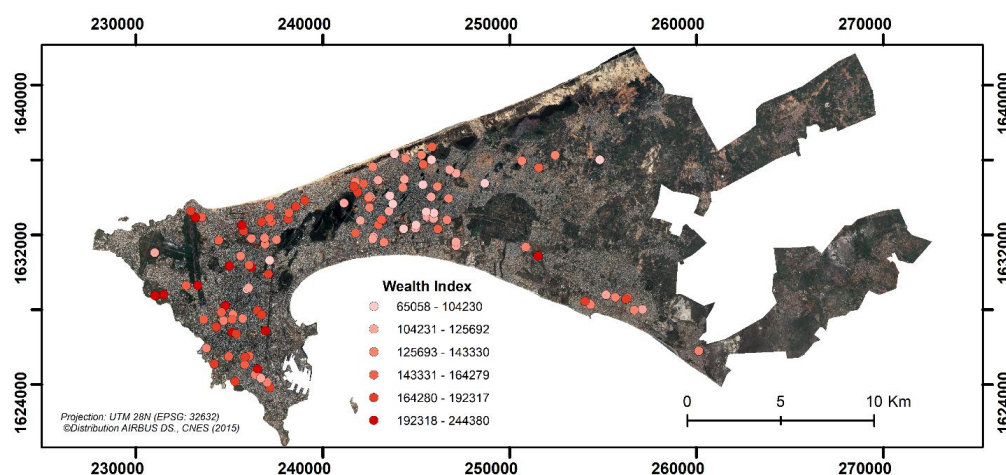 230000 240000 250000 260000 270000
1640000 1640000
1632000 1632000
Wealth Index
65058 - 104230
104231 - 125692
125693 - 143330
143331 - 164279
164280 - 192317
192318 - 244380
1624000 1624000
0 5 10 Km
Projection: UTM 28N (EPSG: 32632)
©Distribution AIRBUS DS., CNES (2015)
230000 240000 250000 260000 270000